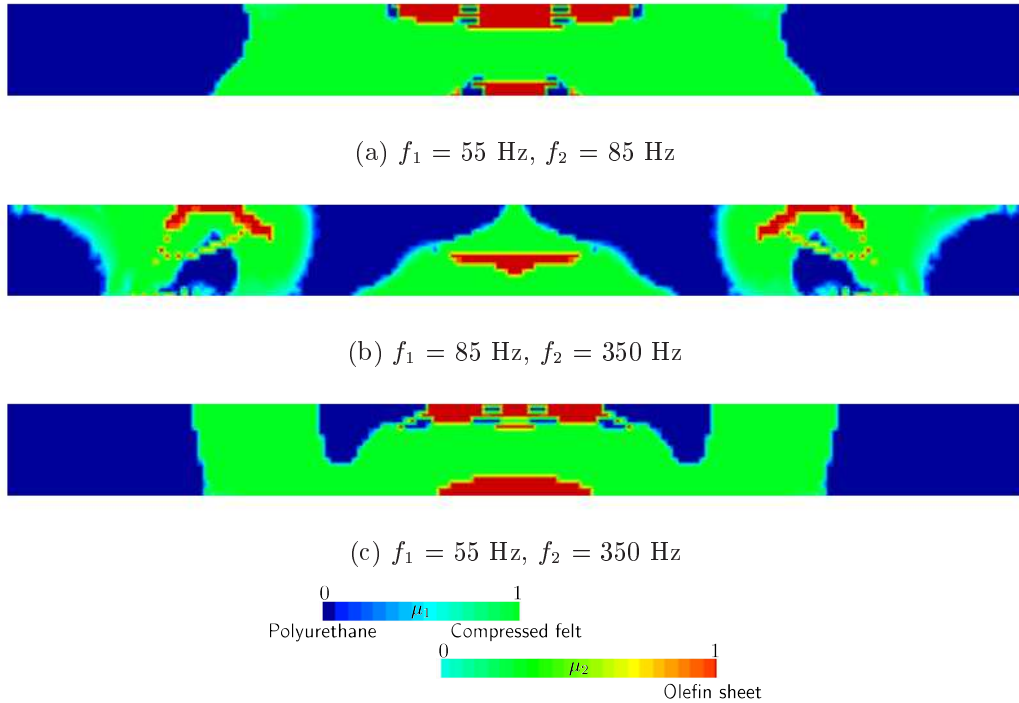 (a) f₁ = 55 Hz, f₂ = 85 Hz
(b) f₁ = 85 Hz, f₂ = 350 Hz
(c) f₁ = 55 Hz, f₂ = 350 Hz
0 1
μ₁
Polyurethane Compressed felt
0 1
μ₂
Olefin sheet